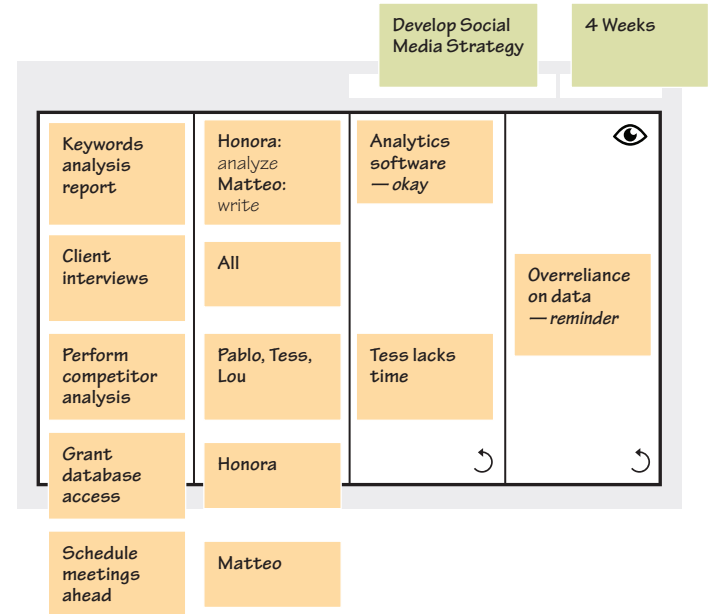 Develop Social
Media Strategy
4 Weeks
Keywords
analysis
report
Honora:
analyze
Matteo:
write
Analytics
software
— okay
Client
interviews
All
Overreliance
on data
— reminder
Perform
competitor
analysis
Pablo, Tess,
Lou
Tess lacks
time
Grant
database
access
Honora
Schedule
meetings
ahead
Matteo